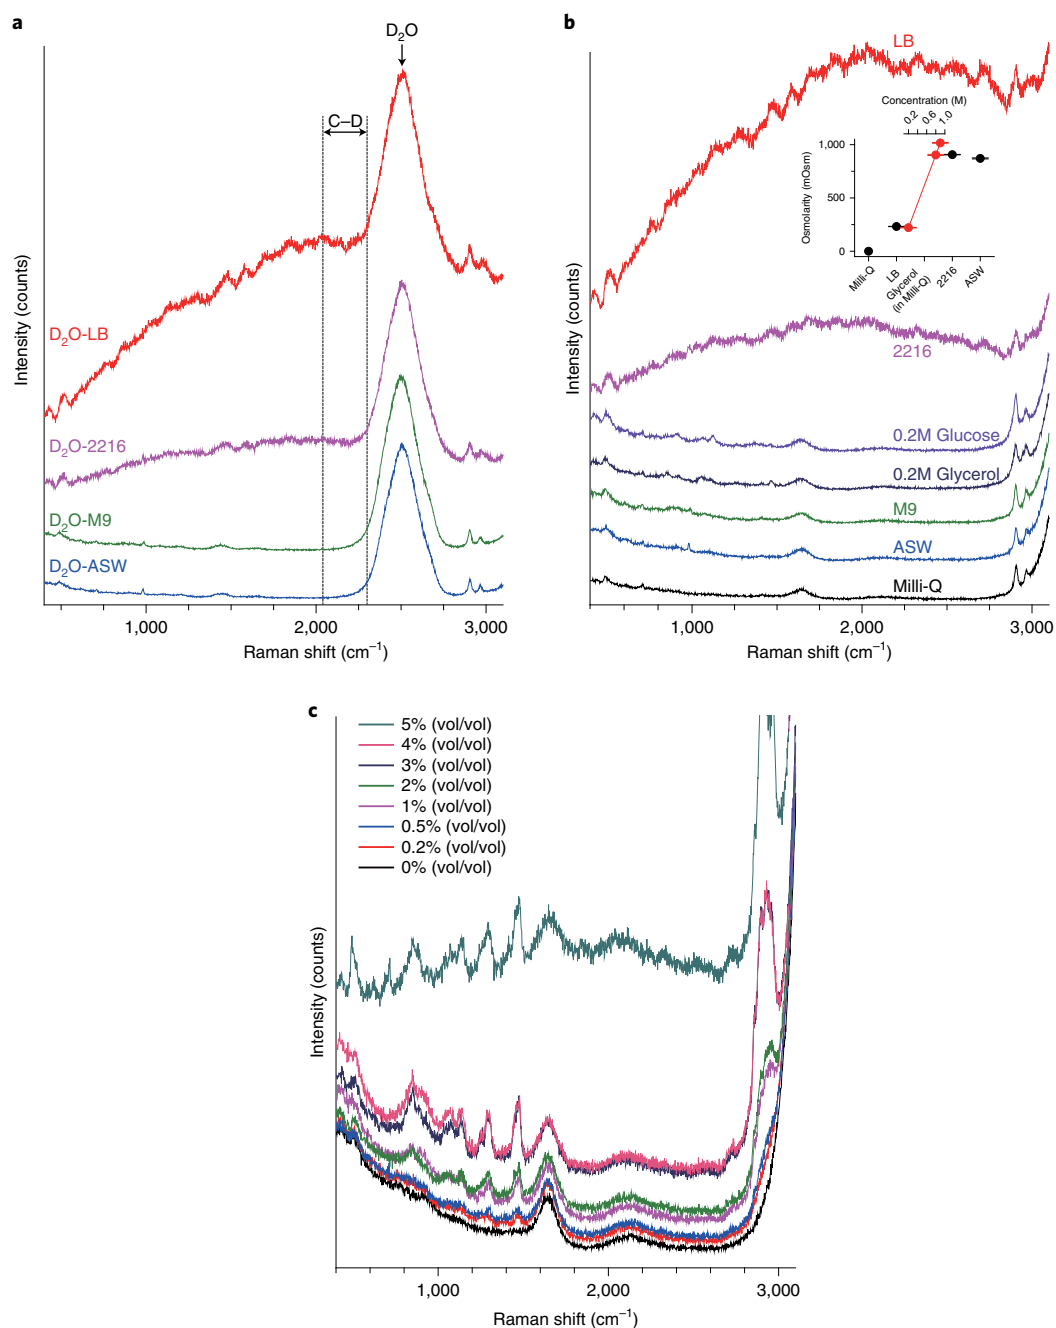 a
D₂O
C–D
D₂O-LB
D₂O-2216
D₂O-M9
D₂O-ASW
Intensity (counts)
1,000
2,000
3,000
Raman shift (cm⁻¹)
b
LB
Concentration (M)
0.2
0.6
1.0
Osmolarity (mOsm)
1,000
500
0
Milli-Q
LB
Glycerol
(in Milli-Q)
2216
ASW
2216
0.2M Glucose
0.2M Glycerol
M9
ASW
Milli-Q
Intensity (counts)
1,000
2,000
3,000
Raman shift (cm⁻¹)
c
5% (vol/vol)
4% (vol/vol)
3% (vol/vol)
2% (vol/vol)
1% (vol/vol)
0.5% (vol/vol)
0.2% (vol/vol)
0% (vol/vol)
Intensity (counts)
1,000
2,000
3,000
Raman shift (cm⁻¹)